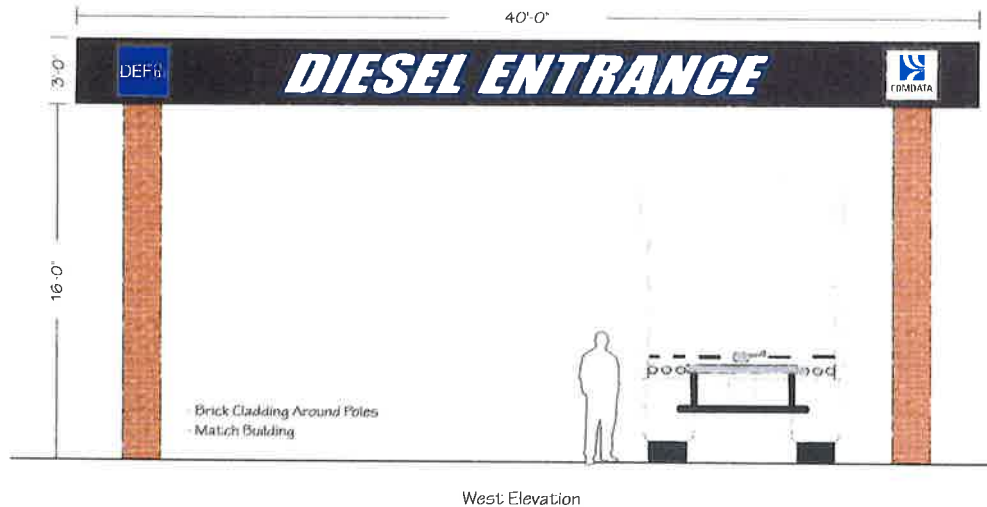 40'-0"
3'-0"
DEF
DIESEL ENTRANCE
COMDATA
16'-0"
- Brick Cladding Around Poles
- Match Building
West Elevation